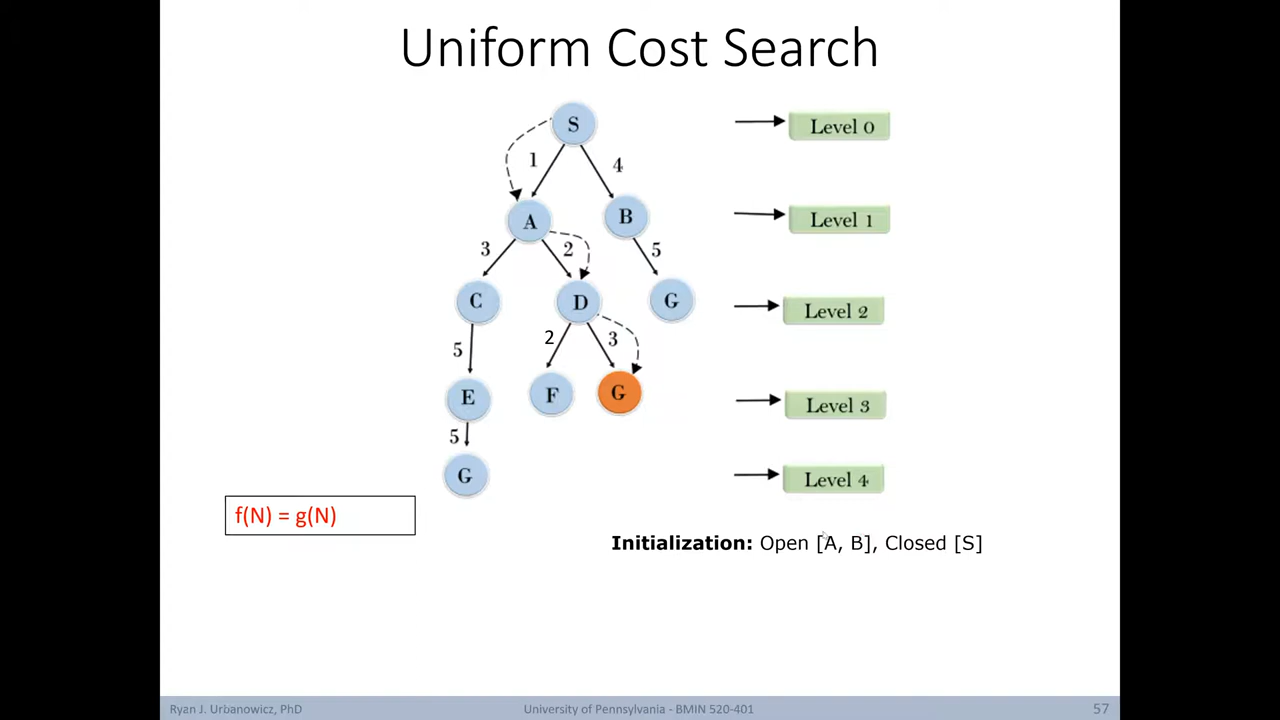 Uniform Cost Search
S
Level 0
1
4
A
B
Level 1
3
2
5
C
D
G
Level 2
5
2
3
E
F
G
Level 3
5
G
Level 4
f(N) = g(N)
Initialization: Open [A, B], Closed [S]
Ryan J. Urbanowicz, PhD
University of Pennsylvania - BMIN 520-401
57